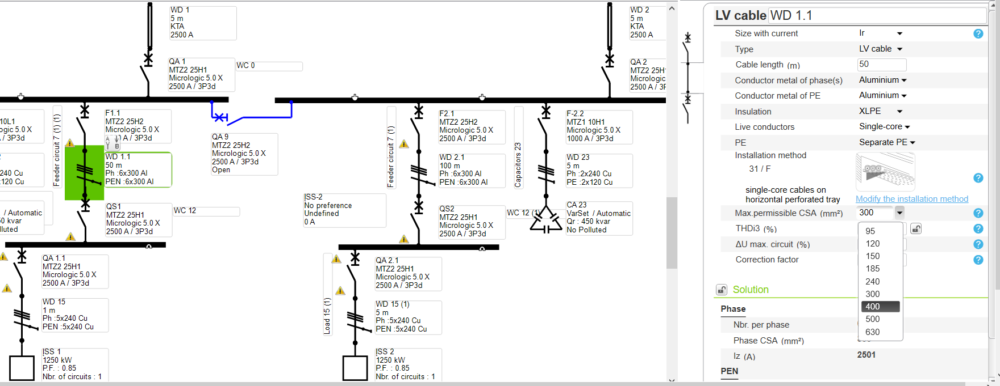 WD 1
5 m
KTA
2500 A
QA 1
MTZ2 25H1
Micrologic 5.0 X
2500 A / 3P3d
WC 0
WD 2
5 m
KTA
2500 A
QA 2
MTZ2 25H
Micrologic
2500 A / 3P
10L1
5.0 X
/ 3P3d
240 Cu
120 Cu
/ Automatic
0 kvar
lluted
Feeder circuit 7 (1) (1)
F1.1
MTZ2 25H2
Micrologic 5.0 X
A / 3P3d
A
Y B
WD 1.1
50 m
Ph :6x300 Al
PEN :6x300 Al
QS1
MTZ2 25H1
Micrologic 5.0 X
2500 A / 3P3d
WC 12
QA 9
MTZ2 25H2
Micrologic 5.0 X
2500 A / 3P3d
Open
QA 1.1
MTZ2 25H1
Micrologic 5.0 X
2500 A / 3P3d
WD 15
1 m
Ph :5x240 Cu
PEN :5x240 Cu
ISS 1
1250 kW
P.F. : 0.85
Nbr. of circuits : 1
ISS-2
No preference
Undefined
0 A
Feeder circuit 7 (1)
F2.1
MTZ2 25H2
Micrologic 5.0 X
2500 A / 3P3d
WD 2.1
100 m
Ph :6x300 Al
PEN :6x300 Al
QS2
MTZ2 25H1
Micrologic 5.0 X
2500 A / 3P3d
WC 12 (1)
Capacitors 23
F-2.2
MTZ1 10H1
Micrologic 5.0 X
1000 A / 3P3d
WD 23
5 m
Ph :2x240 Cu
PE :2x120 Cu
CA 23
VarSet / Automatic
Qr : 450 kvar
No Polluted
Load 15 (1)
QA 2.1
MTZ2 25H1
Micrologic 5.0 X
2500 A / 3P3d
WD 15 (1)
5 m
Ph :5x240 Cu
PEN :5x240 Cu
ISS 2
1250 kW
P.F. : 0.85
Nbr. of circuits : 1
LV cable WD 1.1
Size with current Ir ?
Type LV cable
Cable length (m) 50
Conductor metal of phase(s) Aluminium
Conductor metal of PE Aluminium
Insulation XLPE
Live conductors Single-core
PE Separate PE
Installation method
31 / F
?
single-core cables on
horizontal perforated tray
Modify the installation method
Max.permissible CSA (mm²) 300 ?
THDi3 (%) ?
ΔU max. circuit (%) ?
Correction factor ?
95
120
150
185
240
300
400
500
630
Solution
Phase
Nbr. per phase
Phase CSA (mm²)
Iz (A) 2501
PEN